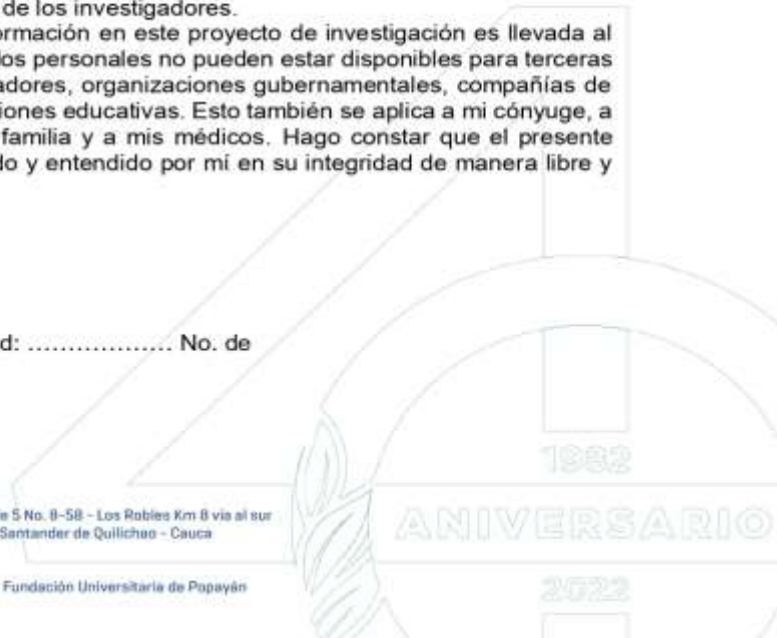 de los investigadores.
ormación en este proyecto de investigación es llevada al
los personales no pueden estar disponibles para terceras
adores, organizaciones gubernamentales, compañías de
iones educativas. Esto también se aplica a mi cónyuge, a
familia y a mis médicos. Hago constar que el presente
do y entendido por mí en su integridad de manera libre y
d: ……………… No. de
e 5 No. 8-58 - Los Robles Km 8 vía al sur
Santander de Quilichao - Cauca
Fundación Universitaria de Popayán
1982
ANIVERSARIO
2022